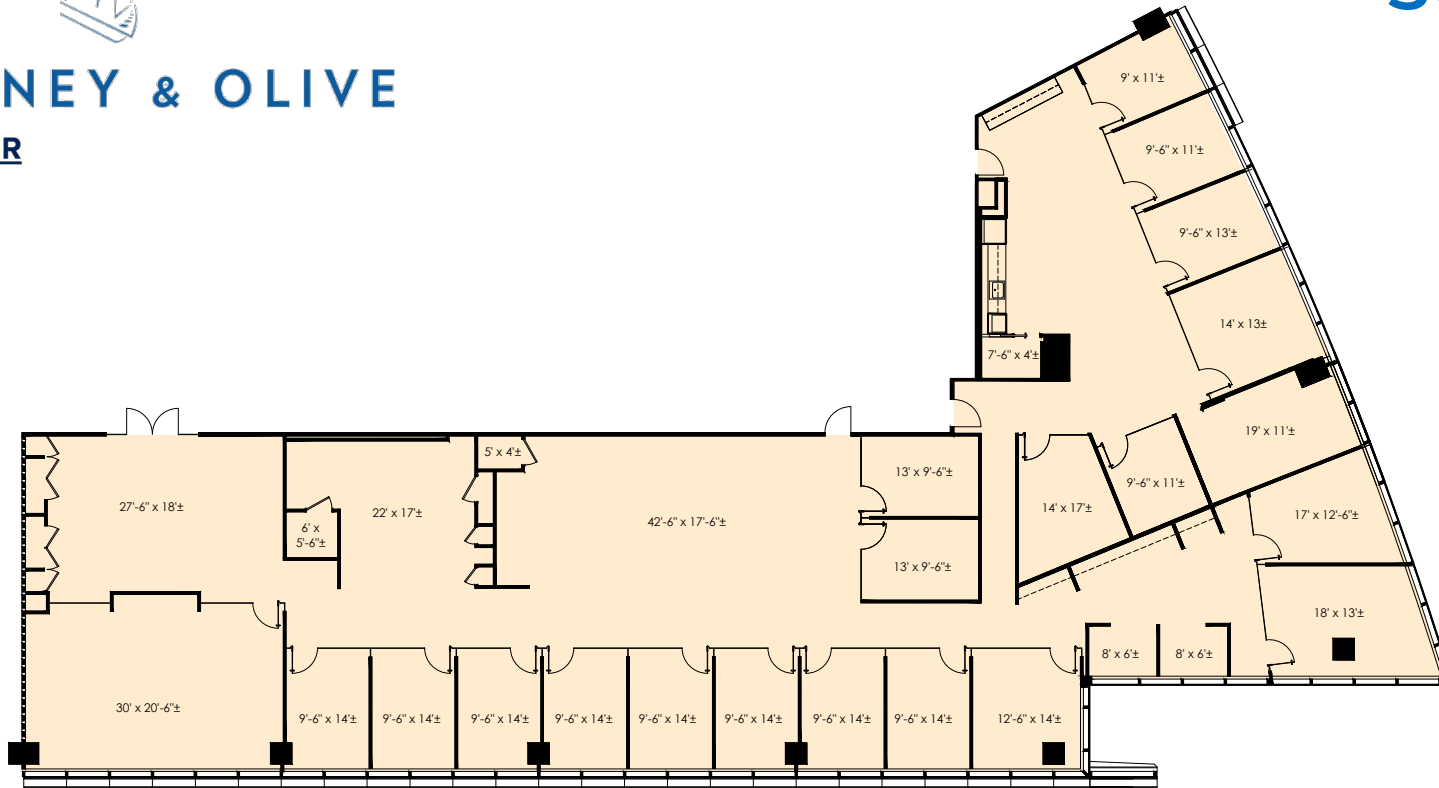 NEY & OLIVE
R
9' x 11'±
9'-6" x 11'±
9'-6" x 13'±
14' x 13±
7'-6" x 4'±
19' x 11'±
5' x 4'±
13' x 9'-6"±
9'-6" x 11'±
27'-6" x 18'±
22' x 17'±
42'-6" x 17'-6"±
14' x 17'±
17' x 12'-6"±
6' x
5'-6"±
13' x 9'-6"±
18' x 13'±
8' x 6'±
8' x 6'±
30' x 20'-6"±
9'-6" x 14'±
9'-6" x 14'±
9'-6" x 14'±
9'-6" x 14'±
9'-6" x 14'±
9'-6" x 14'±
9'-6" x 14'±
9'-6" x 14'±
12'-6" x 14'±